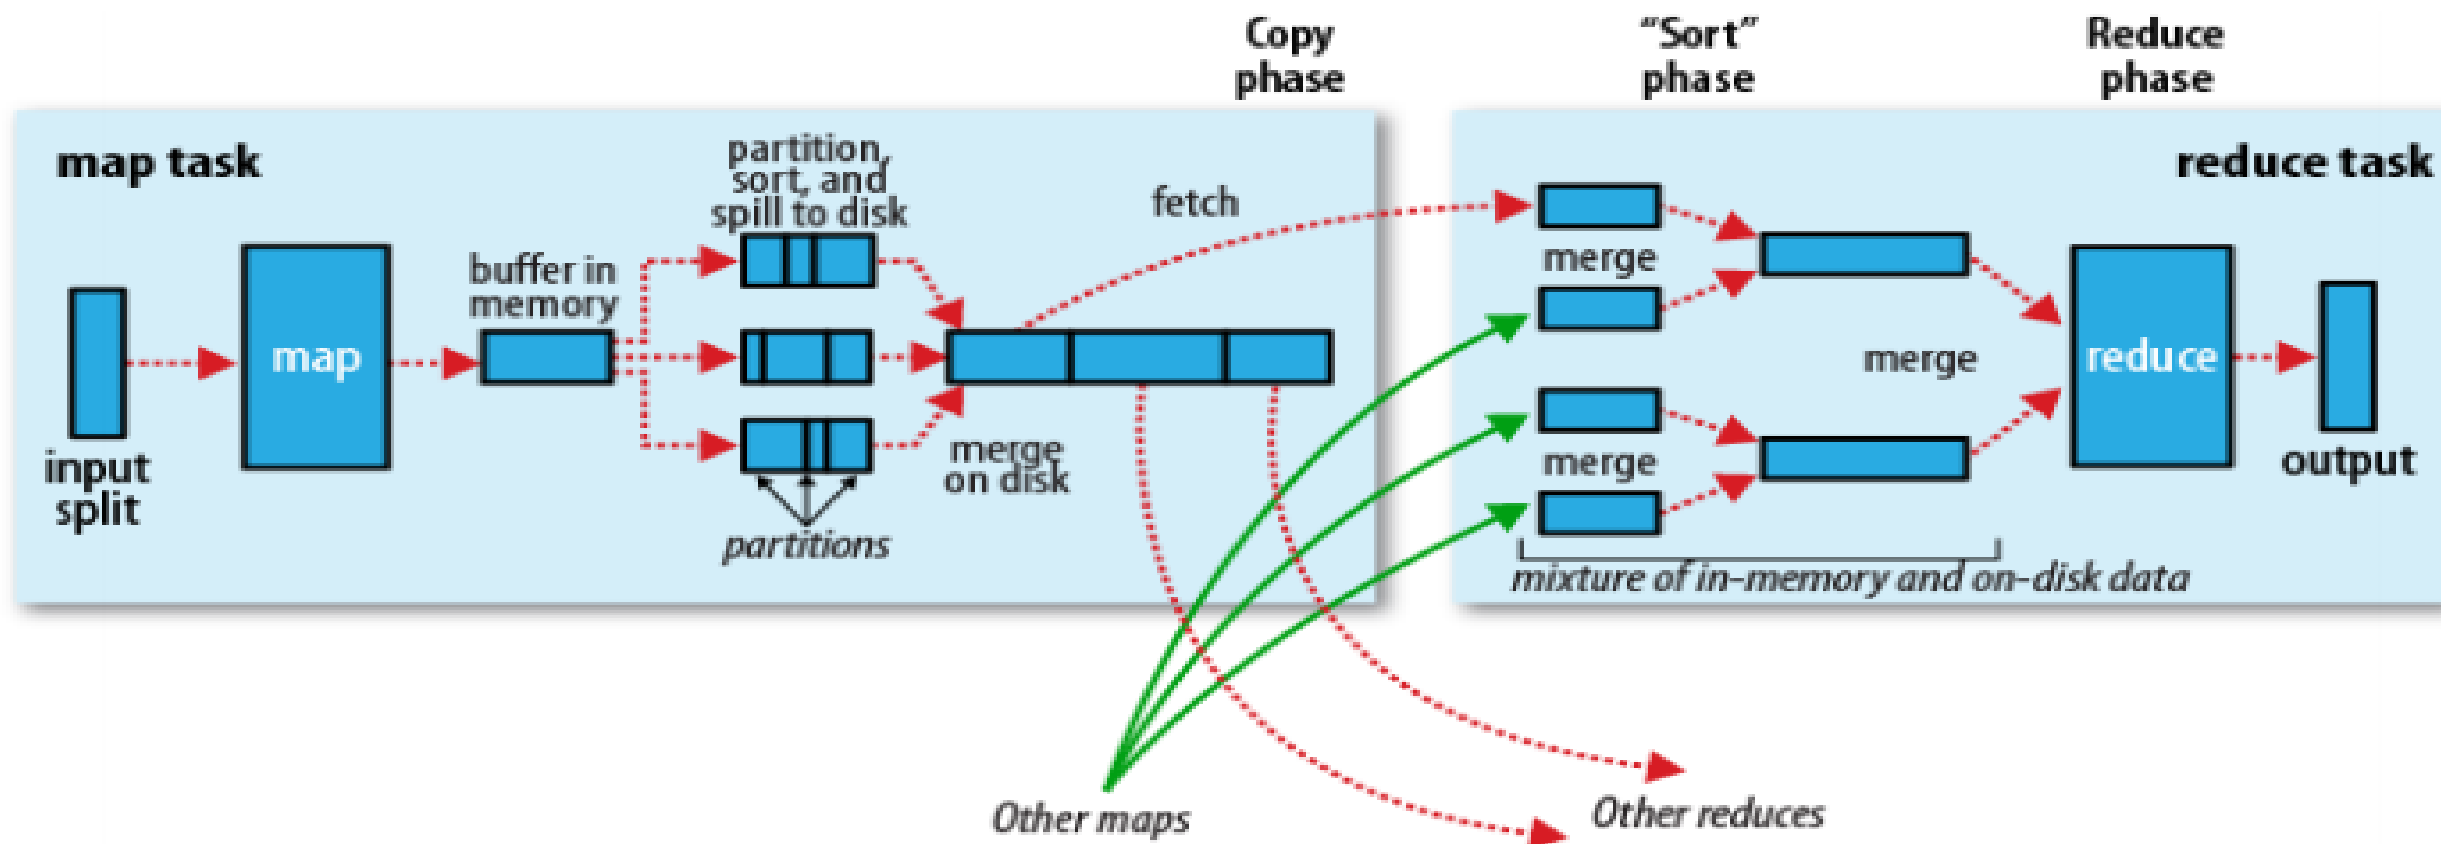 Copy
phase
“Sort”
phase
Reduce
phase
map task
partition,
sort, and
spill to disk
fetch
reduce task
buffer in
memory
merge
map
merge
reduce
input
split
merge
on disk
merge
output
partitions
mixture of in-memory and on-disk data
Other maps
Other reduces